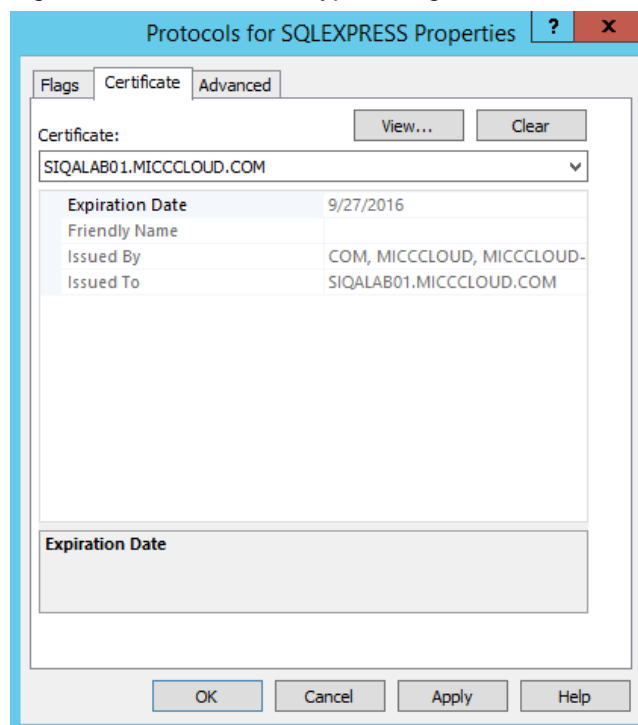 Protocols for SQLEXPRESS Properties ? x
Flags Certificate Advanced
View... Clear
Certificate:
SIQALAB01.MICCCLOUD.COM
Expiration Date 9/27/2016
Friendly Name
Issued By COM, MICCCLOUD, MICCCLOUD-
Issued To SIQALAB01.MICCCLOUD.COM
Expiration Date
OK Cancel Apply Help